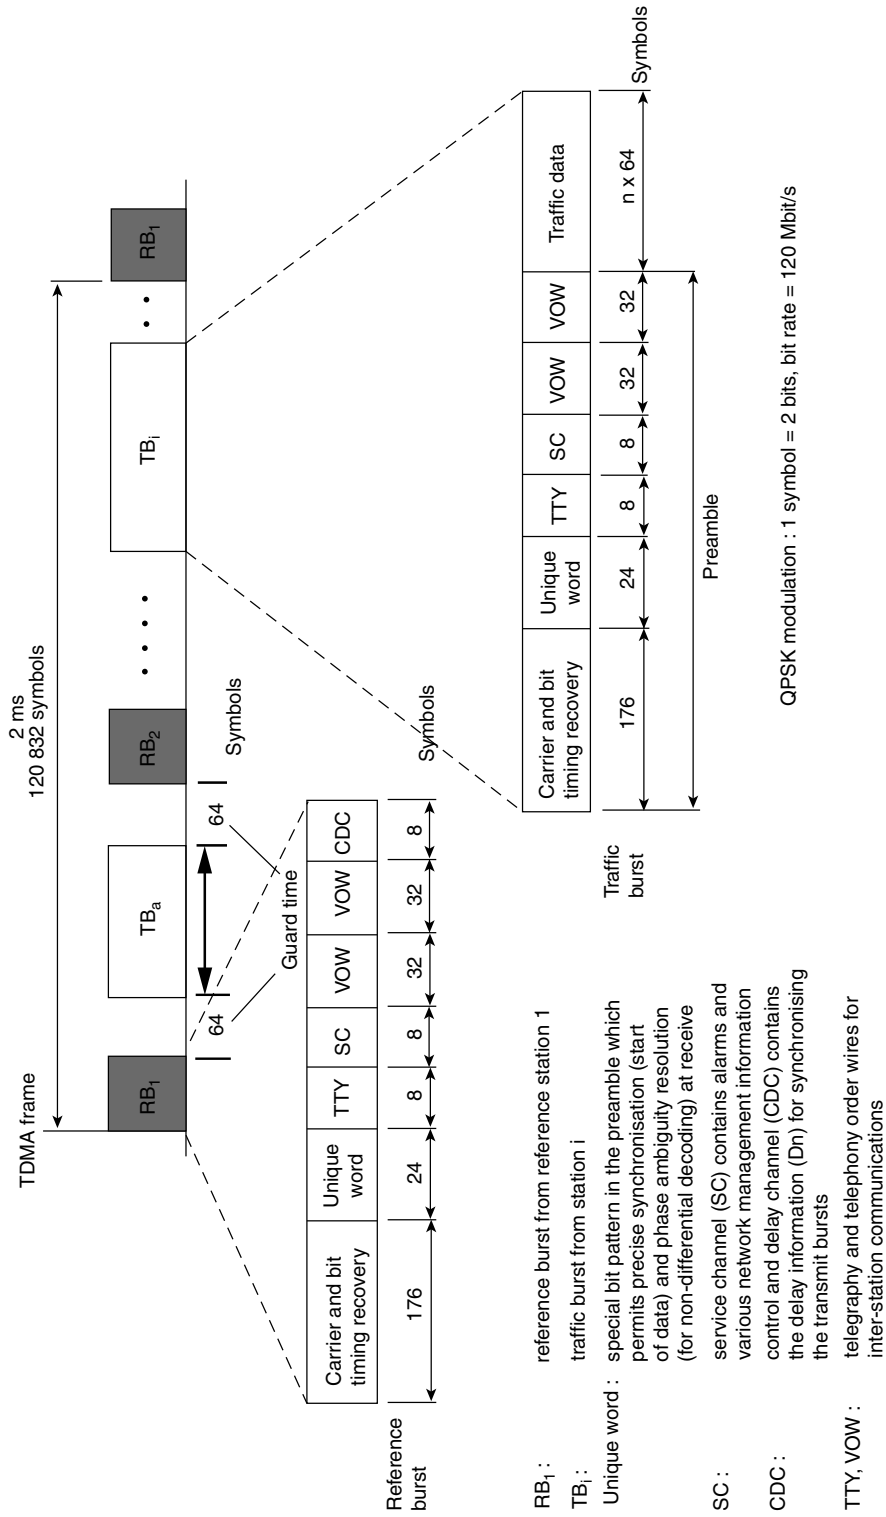 TDMA frame
2 ms
120 832 symbols
RB1
TBa
RB2
TBi
RB1
64
64
Symbols
Guard time
Carrier and bit
timing recovery
Unique
word
TTY
SC
VOW
VOW
CDC
Reference
burst
176
24
8
8
32
32
8
Symbols
Carrier and bit
timing recovery
Unique
word
TTY
SC
VOW
VOW
Traffic data
Traffic
burst
176
24
8
8
32
32
n x 64
Symbols
Preamble
QPSK modulation : 1 symbol = 2 bits, bit rate = 120 Mbit/s
RB1 : reference burst from reference station 1
TBi : traffic burst from station i
Unique word : special bit pattern in the preamble which
permits precise synchronisation (start
of data) and phase ambiguity resolution
(for non-differential decoding) at receive
SC : service channel (SC) contains alarms and
various network management information
CDC : control and delay channel (CDC) contains
the delay information (Dn) for synchronising
the transmit bursts
TTY, VOW : telegraphy and telephony order wires for
inter-station communications